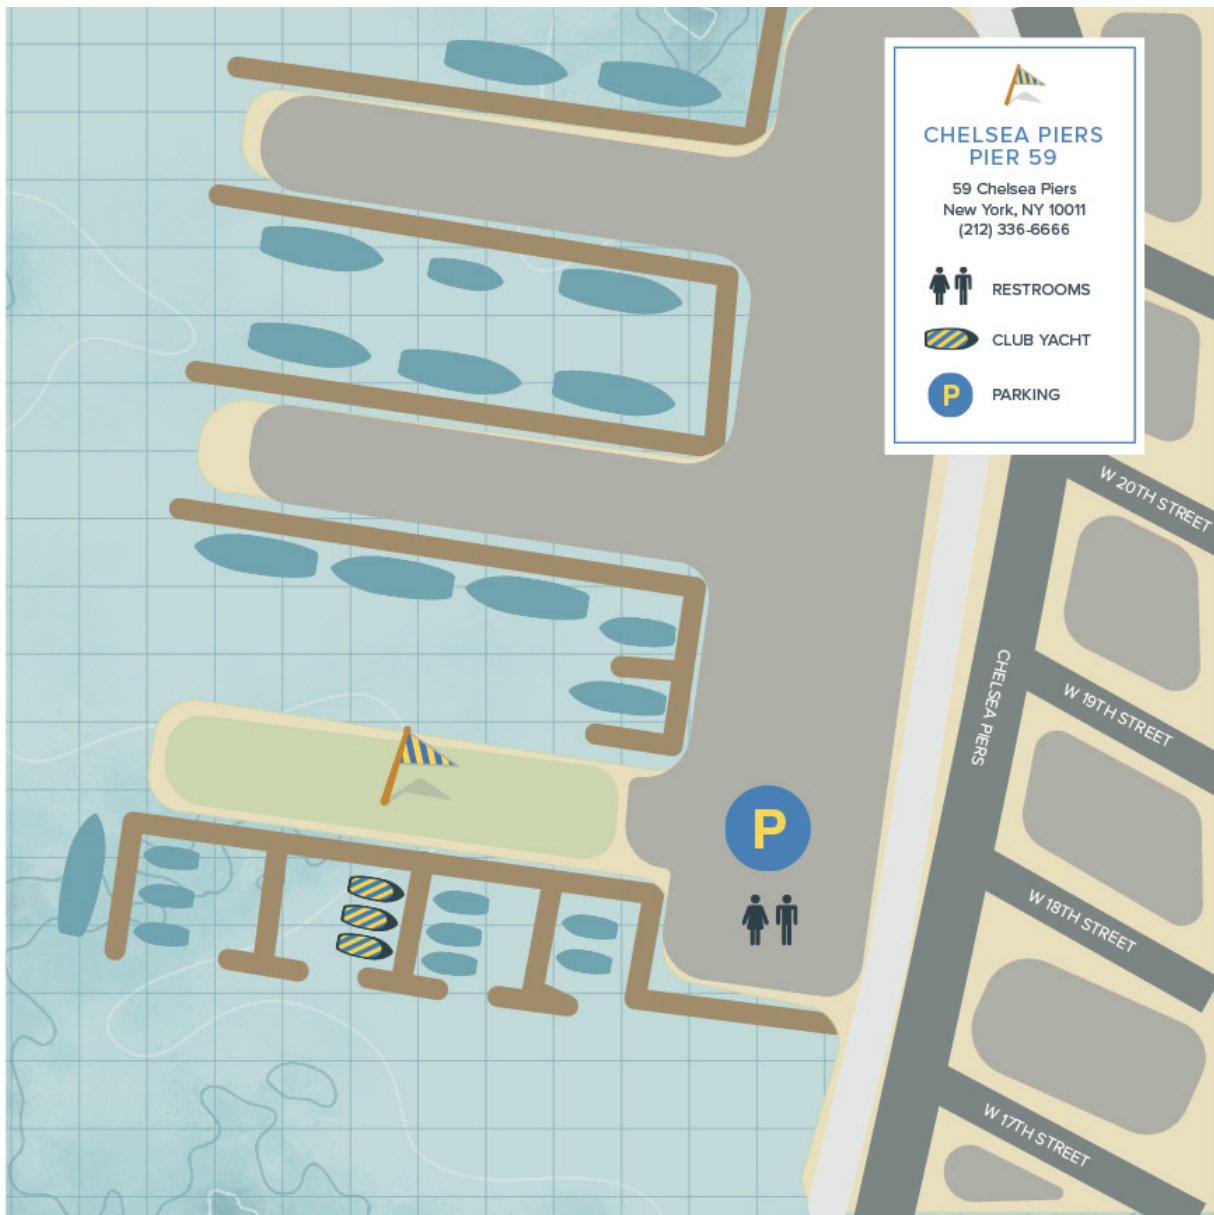 CHELSEA PIERS
PIER 59
59 Chelsea Piers
New York, NY 10011
(212) 336-6666
RESTROOMS
CLUB YACHT
P PARKING
W 20TH STREET
CHELSEA PIERS
W 19TH STREET
P
W 18TH STREET
W 17TH STREET